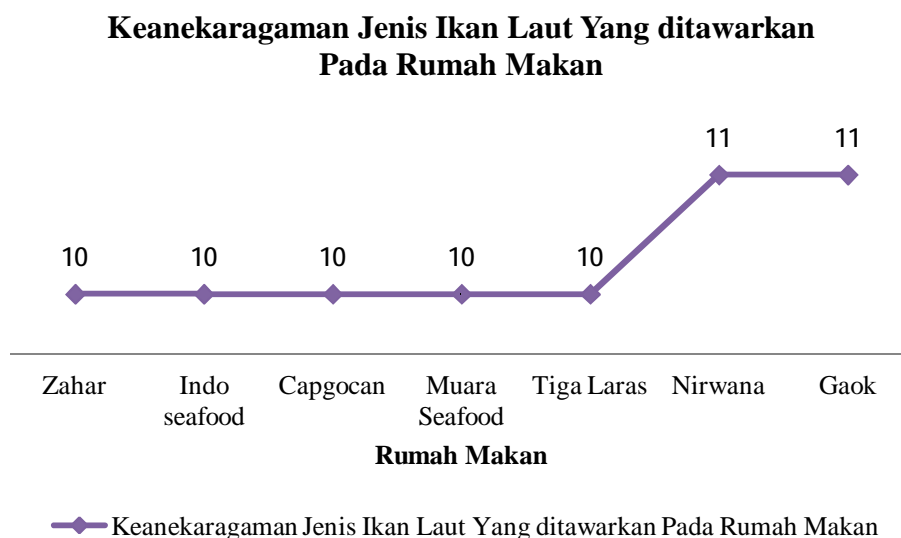 Keanekaragaman Jenis Ikan Laut Yang ditawarkan
Pada Rumah Makan
11 11
10 10 10 10 10
Zahar Indo seafood Capgocan Muara Seafood Tiga Laras Nirwana Gaok
Rumah Makan
Keanekaragaman Jenis Ikan Laut Yang ditawarkan Pada Rumah Makan